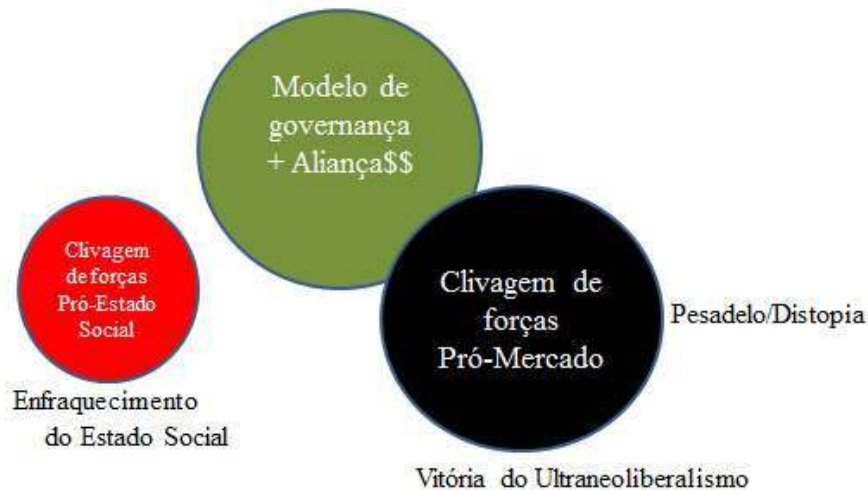 Modelo de
governança
+ Aliança$$
Clivagem
de forças
Pró-Estado
Social
Enfraquecimento
do Estado Social
Clivagem de
forças
Pró-Mercado
Pesadelo/Distopia
Vitória do Ultraneoliberalismo